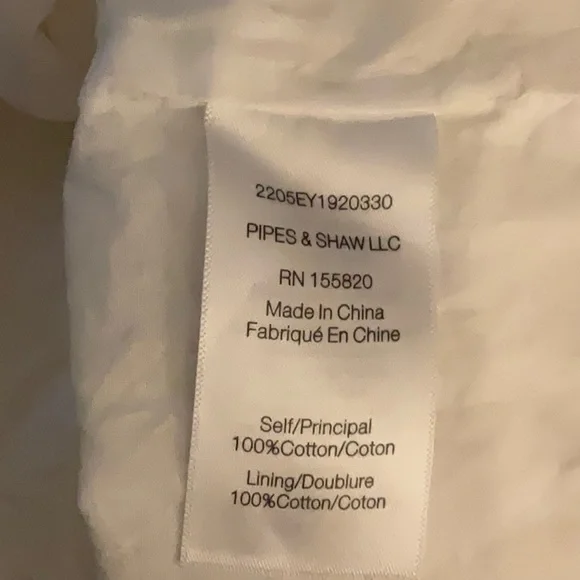 2205EY1920330
PIPES & SHAW LLC
RN 155820
Made In China
Fabriqué En Chine
Self/Principal
100%Cotton/Coton
Lining/Doublure
100%Cotton/Coton